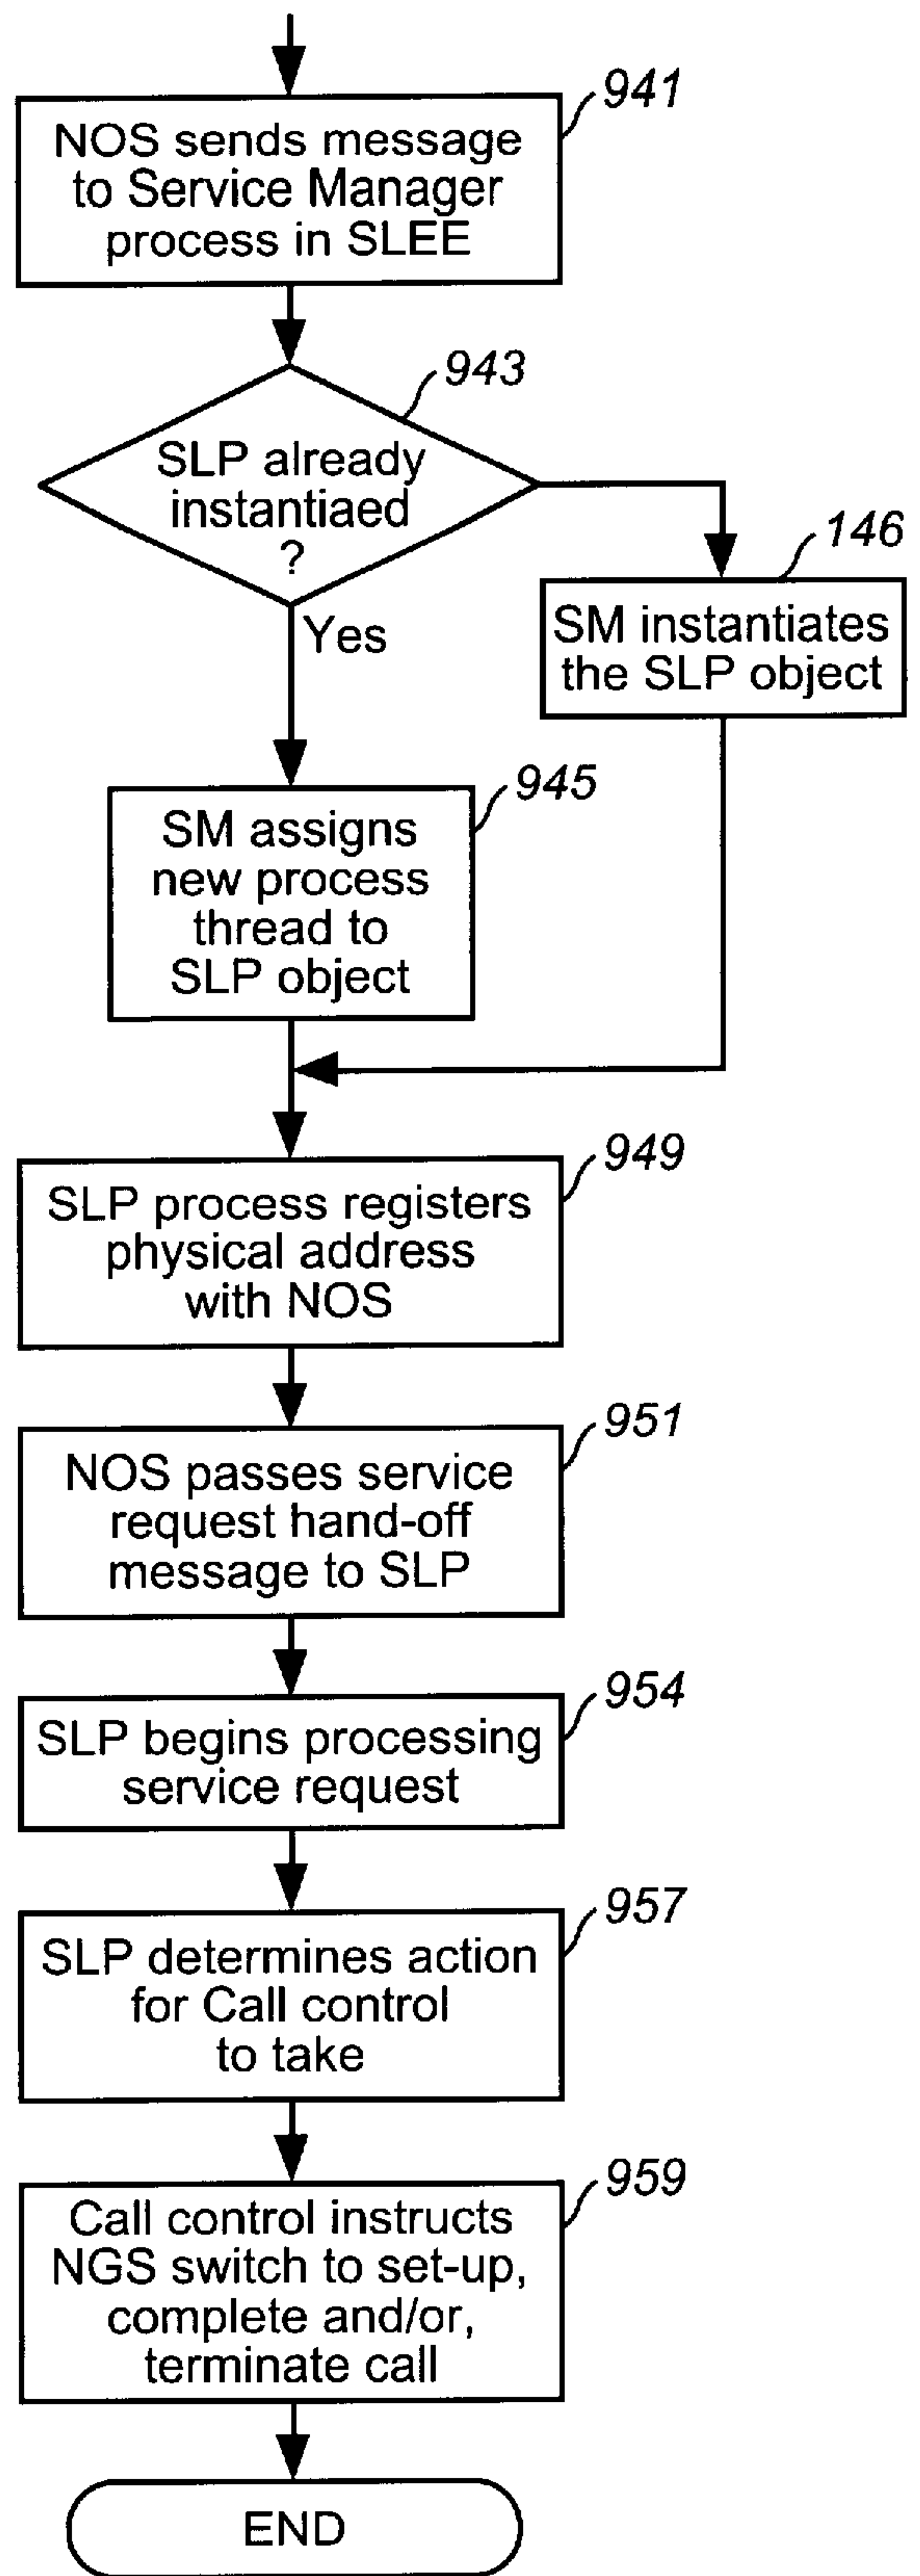 941
NOS sends message
to Service Manager
process in SLEE
943
SLP already
instantiaed
?
Yes
146
SM instantiates
the SLP object
945
SM assigns
new process
thread to
SLP object
949
SLP process registers
physical address
with NOS
951
NOS passes service
request hand-off
message to SLP
954
SLP begins processing
service request
957
SLP determines action
for Call control
to take
959
Call control instructs
NGS switch to set-up,
complete and/or,
terminate call
END